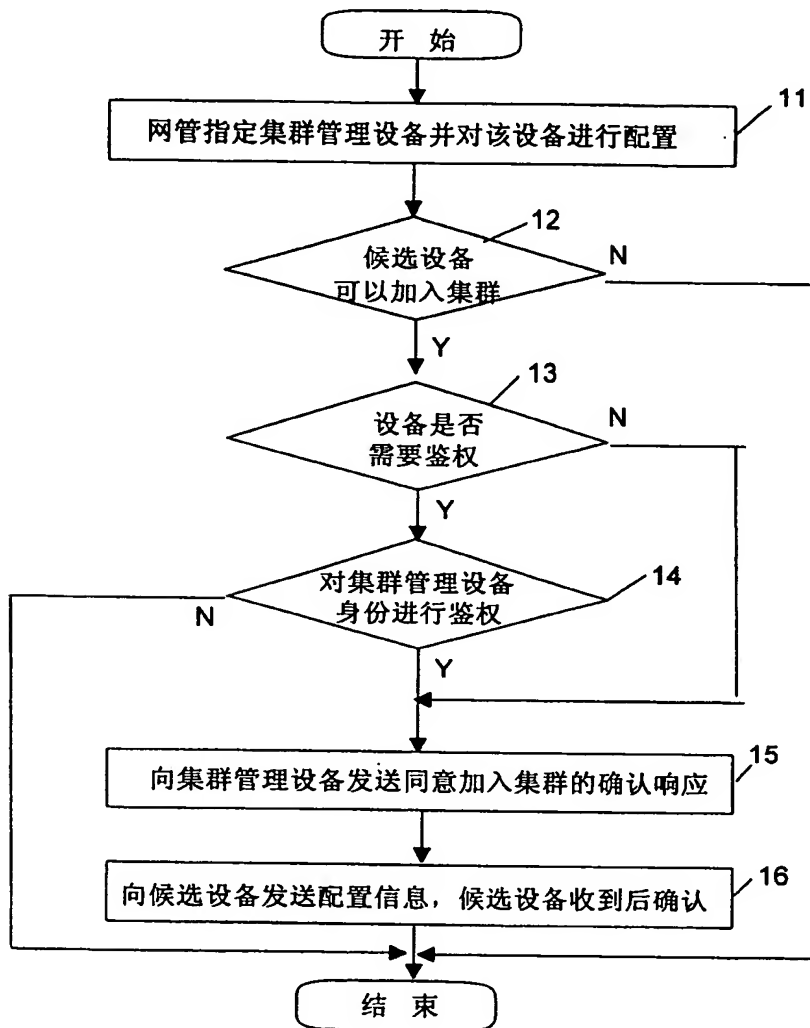 开 始
11
网管指定集群管理设备并对该设备进行配置
12
候选设备
可以加入集群
N
Y
13
设备是否
需要鉴权
N
Y
14
对集群管理设备
身份进行鉴权
N
Y
15
向集群管理设备发送同意加入集群的确认响应
16
向候选设备发送配置信息，候选设备收到后确认
结 束